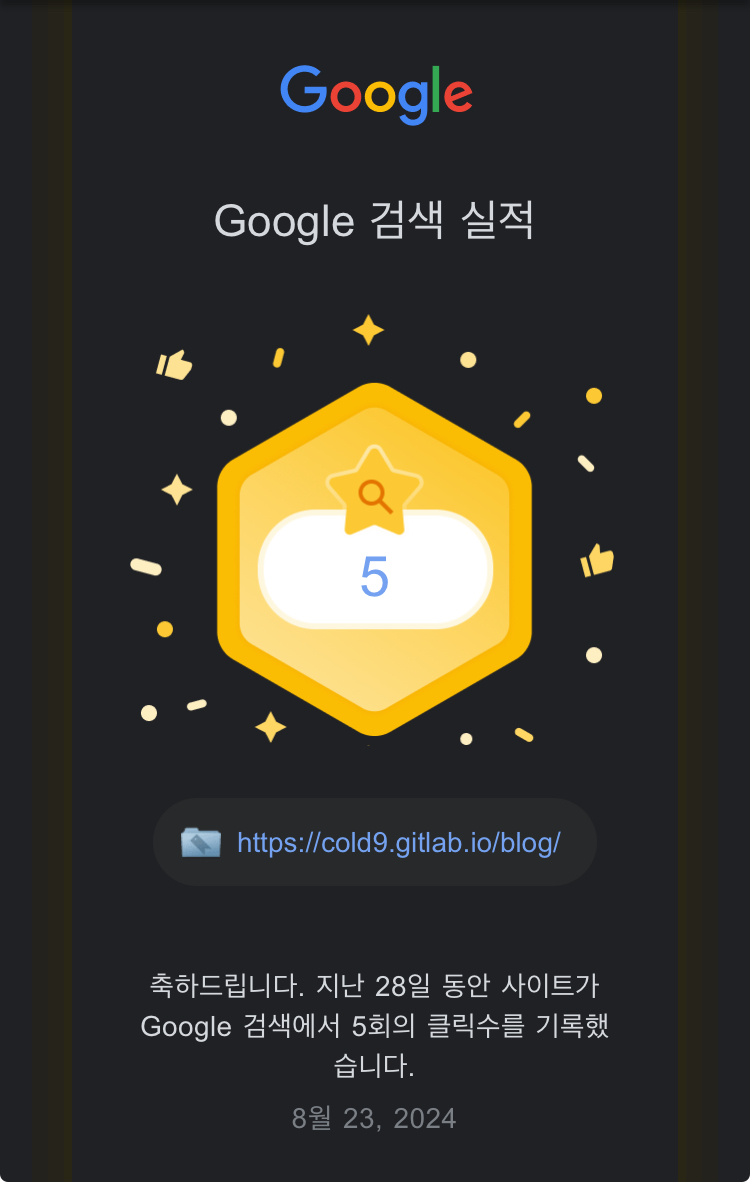 Google
Google 검색 실적
5
https://cold9.gitlab.io/blog/
축하드립니다. 지난 28일 동안 사이트가
Google 검색에서 5회의 클릭수를 기록했
습니다.
8월 23, 2024